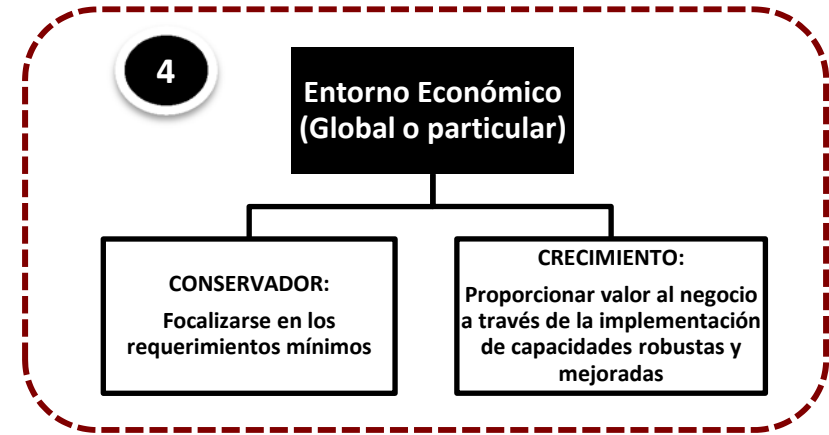 4
Entorno Económico
(Global o particular)
CONSERVADOR:
Focalizarse en los
requerimientos mínimos
CRECIMIENTO:
Proporcionar valor al negocio
a través de la implementación
de capacidades robustas y
mejoradas